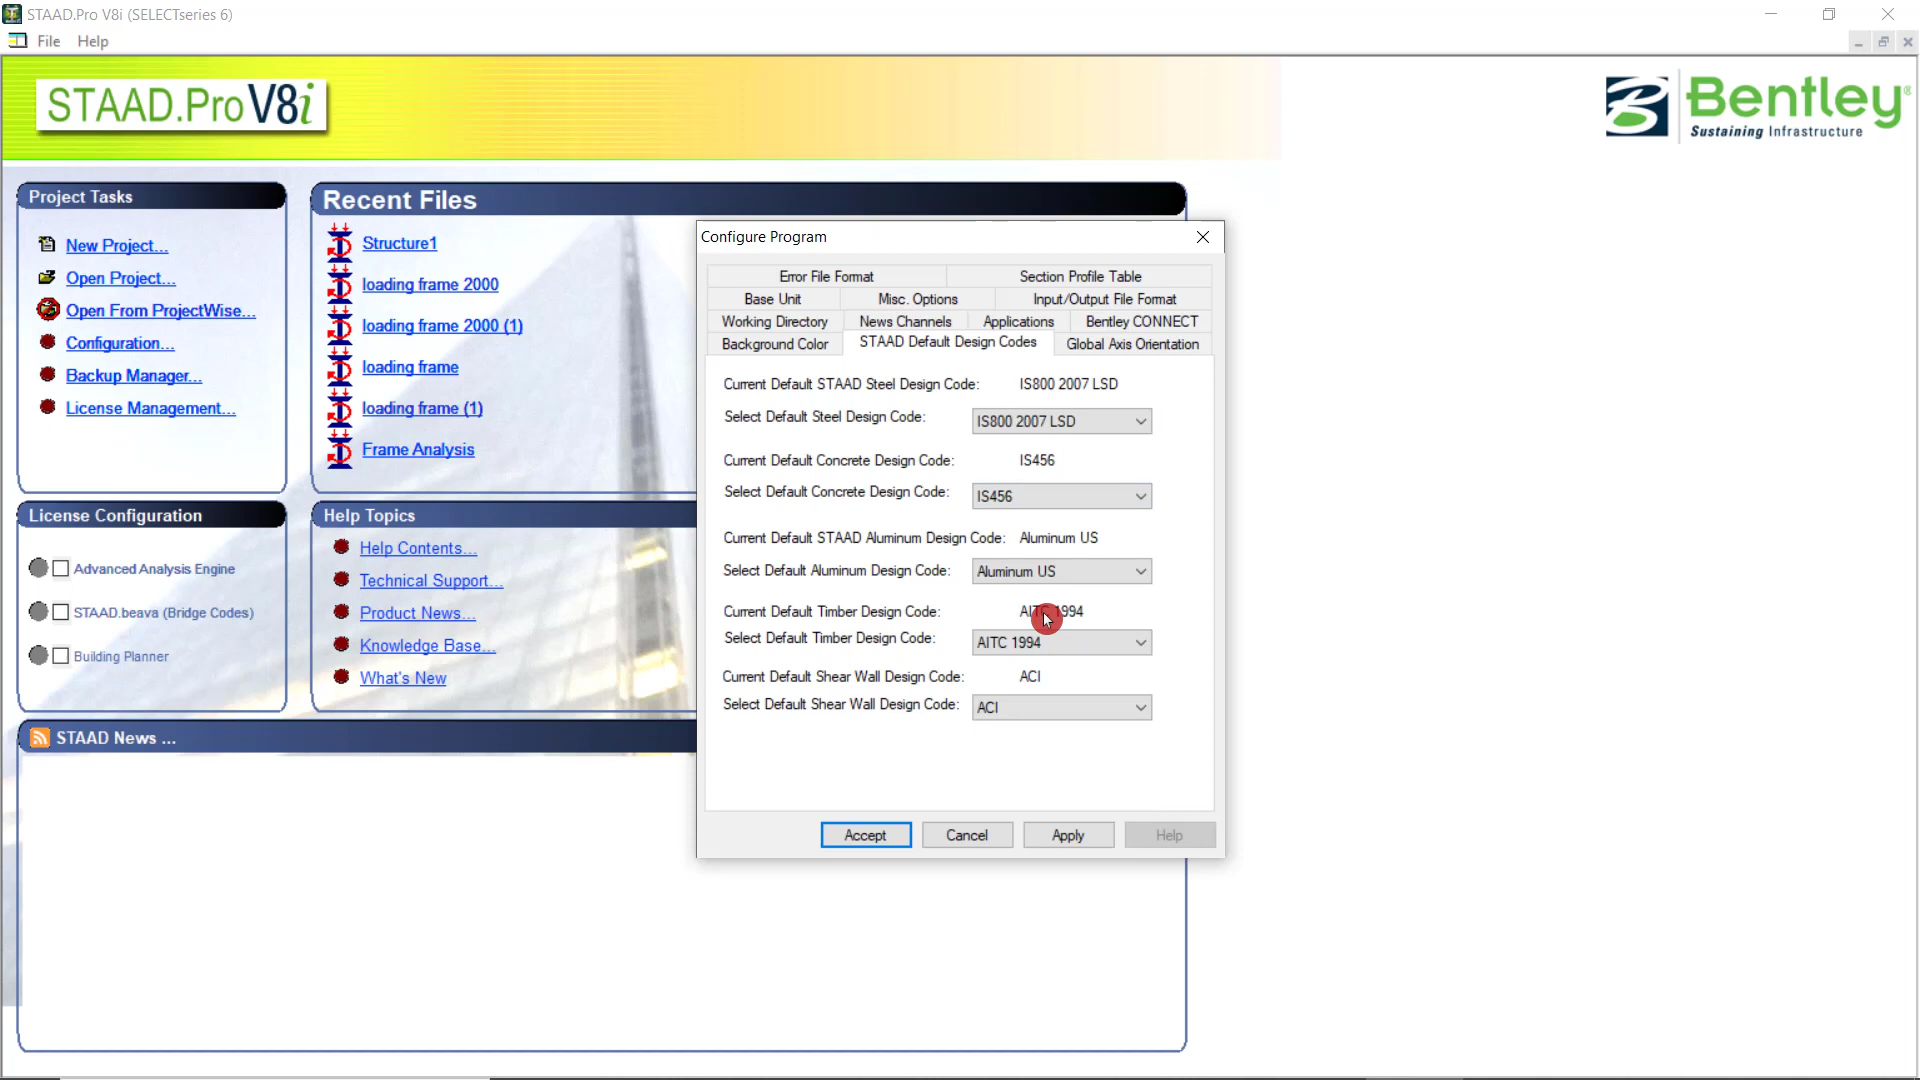 STAAD.Pro V8i (SELECTseries 6)
File Help
STAAD.Pro V8i
Bentley®
Sustaining Infrastructure
Project Tasks
New Project...
Open Project...
Open From ProjectWise...
Configuration...
Backup Manager...
License Management...
Recent Files
Structure1
loading frame 2000
loading frame 2000 (1)
loading frame
loading frame (1)
Frame Analysis
License Configuration
Advanced Analysis Engine
STAAD.beava (Bridge Codes)
Building Planner
Help Topics
Help Contents...
Technical Support...
Product News...
Knowledge Base...
What's New
STAAD News ...
Configure Program
Error File Format Section Profile Table
Base Unit Misc. Options Input/Output File Format
Working Directory News Channels Applications Bentley CONNECT
Background Color STAAD Default Design Codes Global Axis Orientation
Current Default STAAD Steel Design Code: IS800 2007 LSD
Select Default Steel Design Code: IS800 2007 LSD
Current Default Concrete Design Code: IS456
Select Default Concrete Design Code: IS456
Current Default STAAD Aluminum Design Code: Aluminum US
Select Default Aluminum Design Code: Aluminum US
Current Default Timber Design Code: AITC 1994
Select Default Timber Design Code: AITC 1994
Current Default Shear Wall Design Code: ACI
Select Default Shear Wall Design Code: ACI
Accept Cancel Apply Help